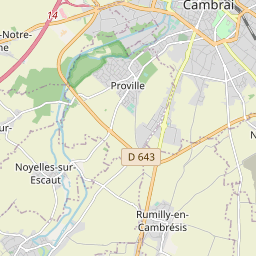 Cambrai
14
-Notre-
me
Proville
ur-
N
D 643
Noyelles-sur-
Escaut
Rumilly-en-
Cambrésis